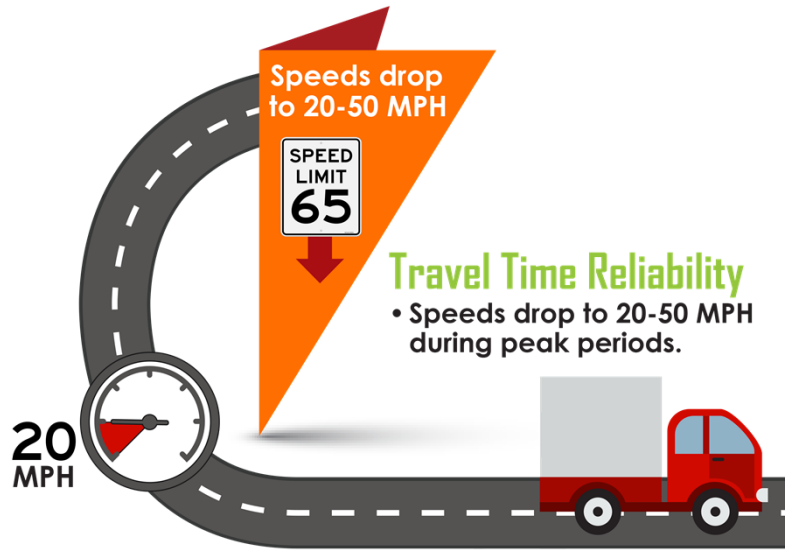 Speeds drop
to 20-50 MPH
SPEED
LIMIT
65
Travel Time Reliability
• Speeds drop to 20-50 MPH
during peak periods.
20
MPH